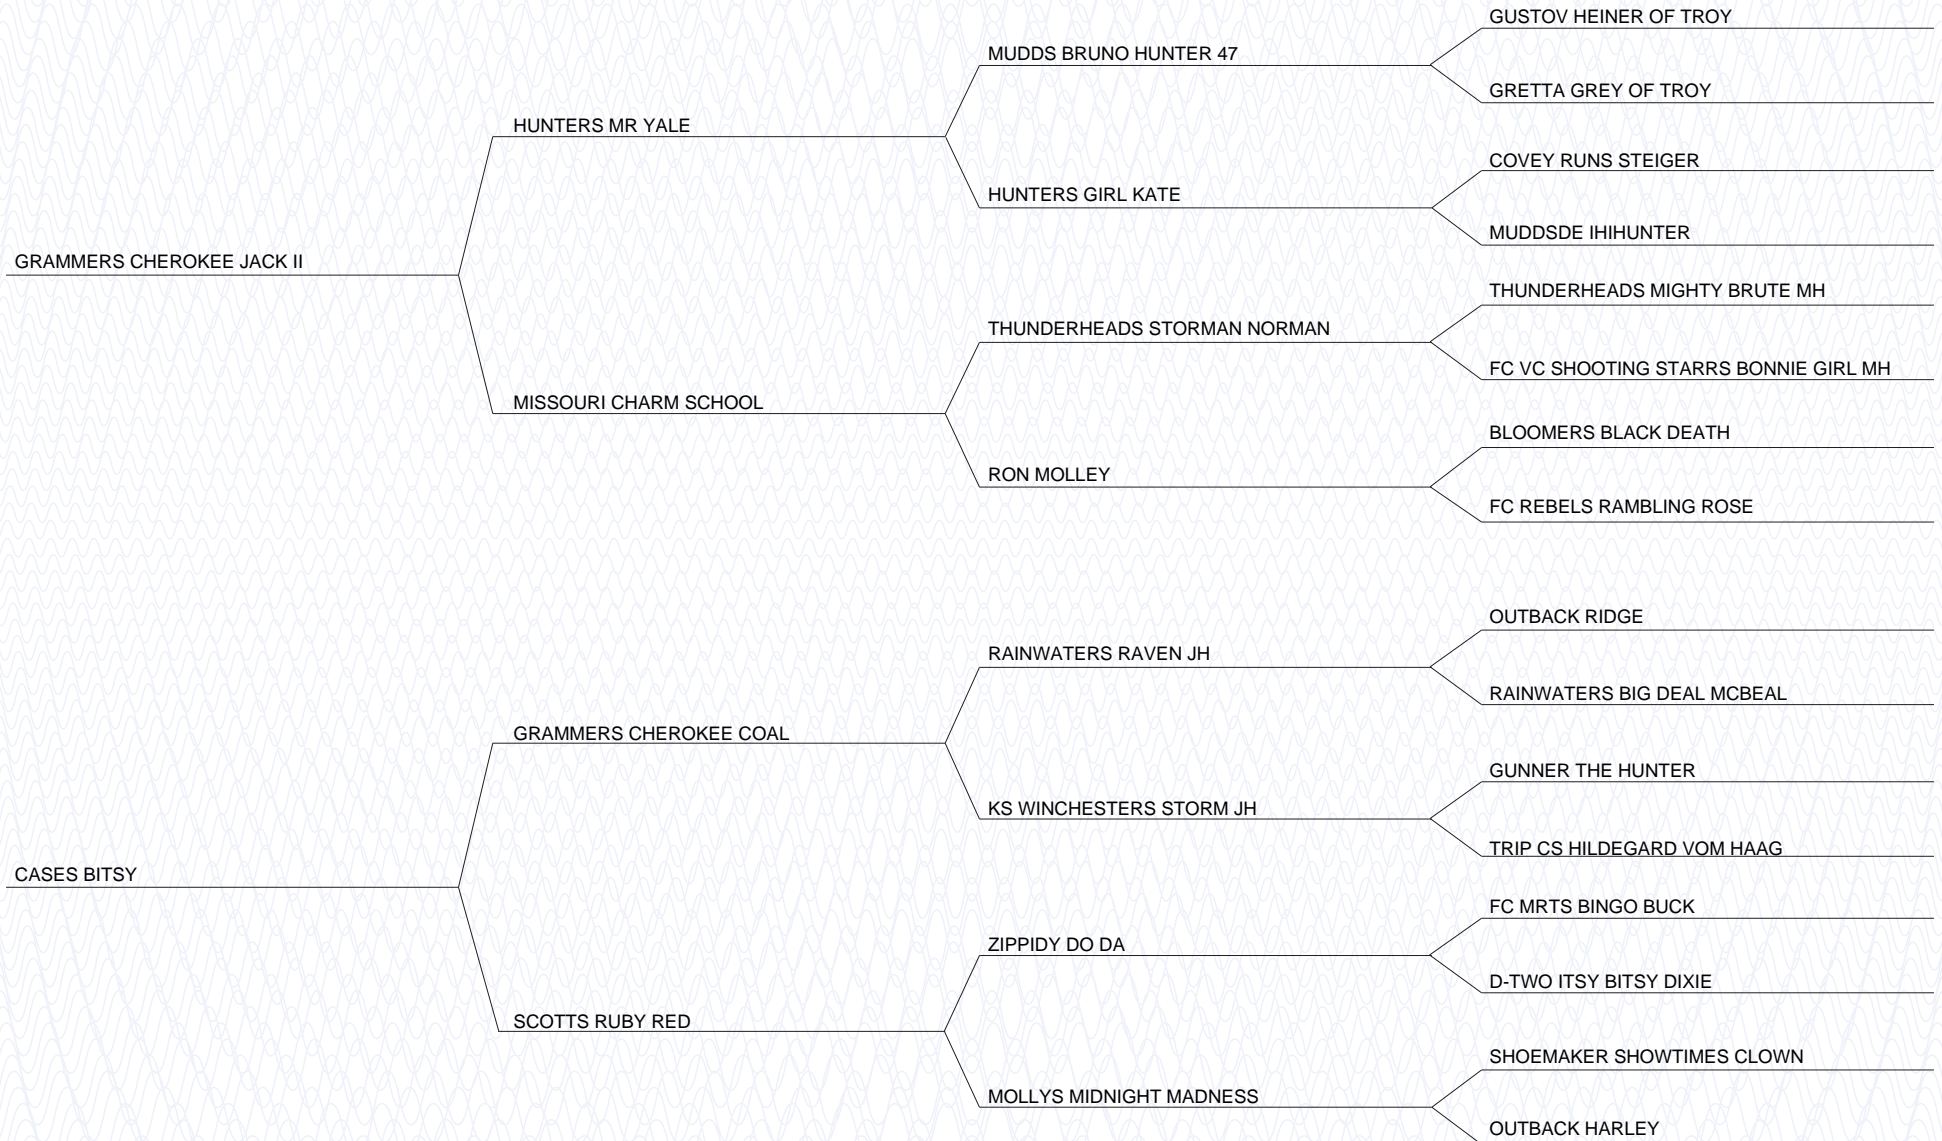 GUSTOV HEINER OF TROY
MUDDS BRUNO HUNTER 47
GRETTA GREY OF TROY
HUNTERS MR YALE
COVEY RUNS STEIGER
HUNTERS GIRL KATE
MUDDSDE IHIHUNTER
GRAMMERS CHEROKEE JACK II
THUNDERHEADS MIGHTY BRUTE MH
THUNDERHEADS STORMAN NORMAN
FC VC SHOOTING STARRS BONNIE GIRL MH
MISSOURI CHARM SCHOOL
BLOOMERS BLACK DEATH
RON MOLLEY
FC REBELS RAMBLING ROSE
OUTBACK RIDGE
RAINWATERS RAVEN JH
RAINWATERS BIG DEAL MCBEAL
GRAMMERS CHEROKEE COAL
GUNNER THE HUNTER
KS WINCHESTERS STORM JH
TRIP CS HILDEGARD VOM HAAG
CASES BITSY
FC MRTS BINGO BUCK
ZIPPIDY DO DA
D-TWO ITSY BITSY DIXIE
SCOTTS RUBY RED
SHOEMAKER SHOWTIMES CLOWN
MOLLYS MIDNIGHT MADNESS
OUTBACK HARLEY